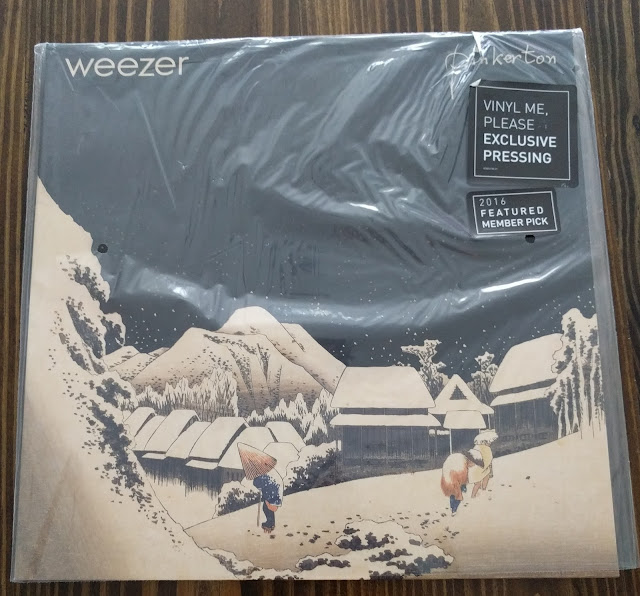 weezer
Pinkerton
VINYL ME,
PLEASE
EXCLUSIVE
PRESSING
2016
FEATURED
MEMBER PICK